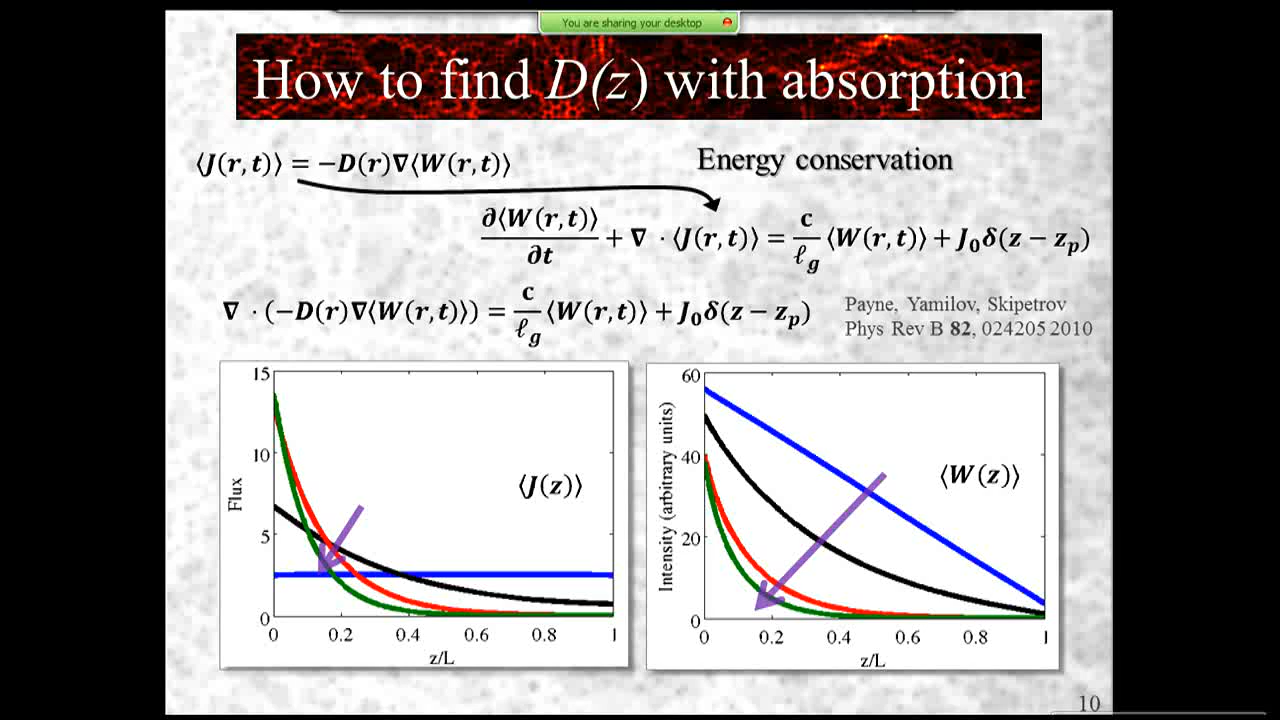 You are sharing your desktop
How to find D(z) with absorption
⟨J(r,t)⟩ = −D(r)∇⟨W(r,t)⟩
Energy conservation
∂⟨W(r,t)⟩/∂t + ∇ · ⟨J(r,t)⟩ = c/ℓg ⟨W(r,t)⟩ + J₀δ(z − zp)
∇ · (−D(r)∇⟨W(r,t)⟩) = c/ℓg ⟨W(r,t)⟩ + J₀δ(z − zp)
Payne, Yamilov, Skipetrov
Phys Rev B 82, 024205 2010
15
10
5
0
Flux
⟨J(z)⟩
0 0.2 0.4 0.6 0.8 1
z/L
60
40
20
0
Intensity (arbitrary units)
⟨W(z)⟩
0 0.2 0.4 0.6 0.8 1
z/L
10